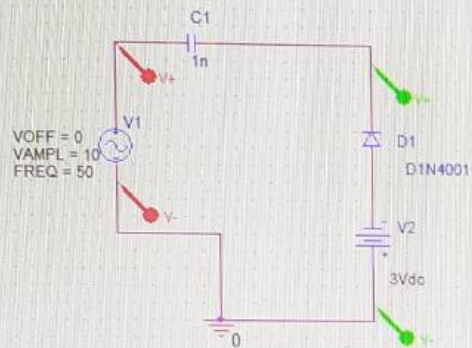 C1
1n
V+
V+
V1
VOFF = 0
VAMPL = 10
FREQ = 50
D1
D1N4001
V-
V2
-
+
3Vdc
V-
0